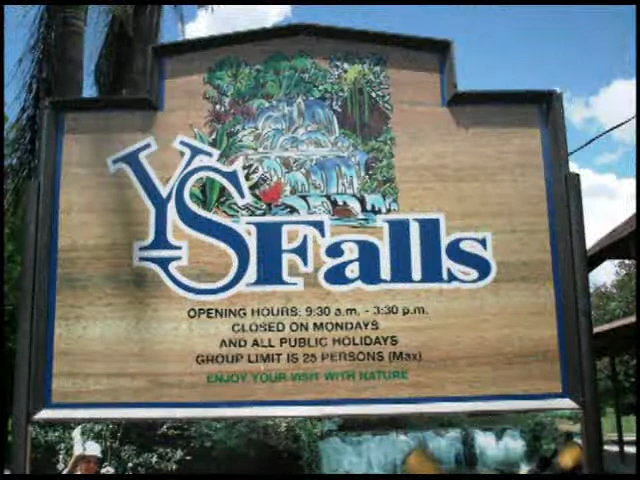 YS Falls
OPENING HOURS: 9:30 a.m. - 3:30 p.m.
CLOSED ON MONDAYS
AND ALL PUBLIC HOLIDAYS
GROUP LIMIT IS 25 PERSONS (Max)
ENJOY YOUR VISIT WITH NATURE